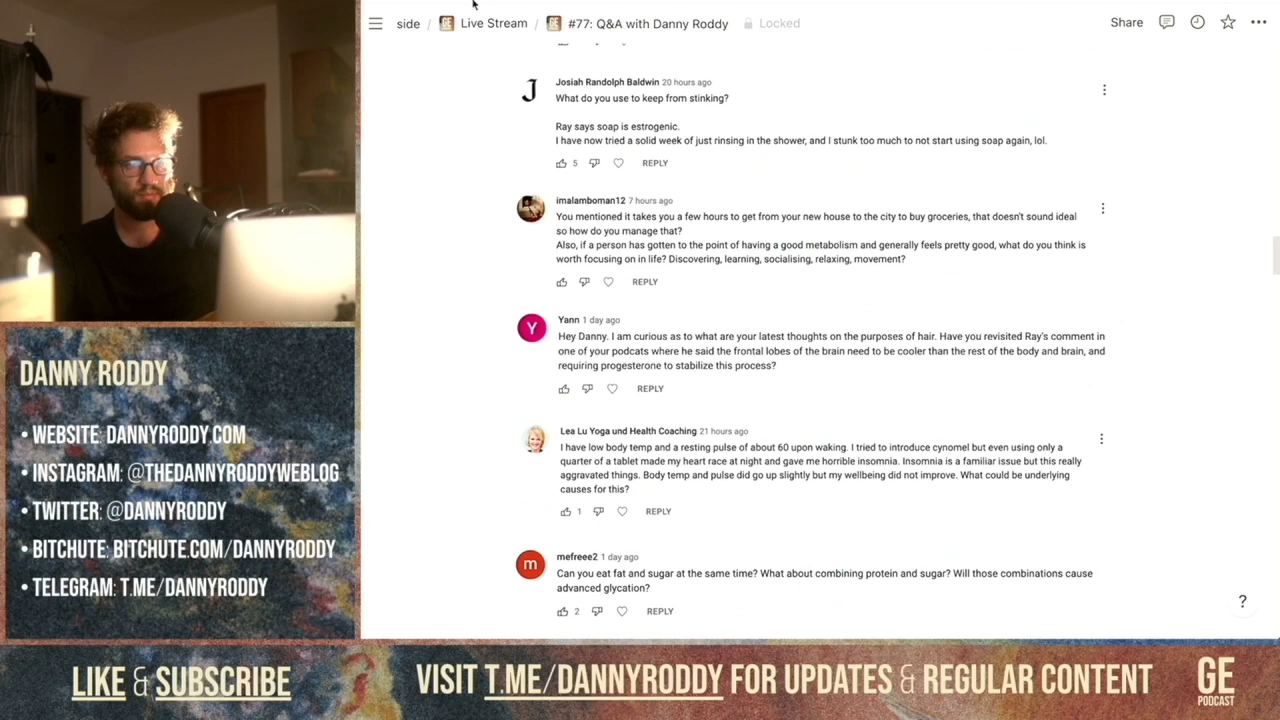 side / GE Live Stream / GE #77: Q&A with Danny Roddy Locked
Share
J
Josiah Randolph Baldwin 20 hours ago
What do you use to keep from stinking?
Ray says soap is estrogenic.
I have now tried a solid week of just rinsing in the shower, and I stunk too much to not start using soap again, lol.
5 REPLY
imalamboman12 7 hours ago
You mentioned it takes you a few hours to get from your new house to the city to buy groceries, that doesn't sound ideal
so how do you manage that?
Also, if a person has gotten to the point of having a good metabolism and generally feels pretty good, what do you think is
worth focusing on in life? Discovering, learning, socialising, relaxing, movement?
REPLY
Y
Yann 1 day ago
Hey Danny. I am curious as to what are your latest thoughts on the purposes of hair. Have you revisited Ray's comment in
one of your podcats where he said the frontal lobes of the brain need to be cooler than the rest of the body and brain, and
requiring progesterone to stabilize this process?
REPLY
Lea Lu Yoga und Health Coaching 21 hours ago
I have low body temp and a resting pulse of about 60 upon waking. I tried to introduce cynomel but even using only a
quarter of a tablet made my heart race at night and gave me horrible insomnia. Insomnia is a familiar issue but this really
aggravated things. Body temp and pulse did go up slightly but my wellbeing did not improve. What could be underlying
causes for this?
1 REPLY
m
mefreee2 1 day ago
Can you eat fat and sugar at the same time? What about combining protein and sugar? Will those combinations cause
advanced glycation?
2 REPLY
?
DANNY RODDY
• WEBSITE: DANNYRODDY.COM
• INSTAGRAM: @THEDANNYRODDYWEBLOG
• TWITTER: @DANNYRODDY
• BITCHUTE: BITCHUTE.COM/DANNYRODDY
• TELEGRAM: T.ME/DANNYRODDY
LIKE & SUBSCRIBE
VISIT T.ME/DANNYRODDY FOR UPDATES & REGULAR CONTENT
GE
PODCAST